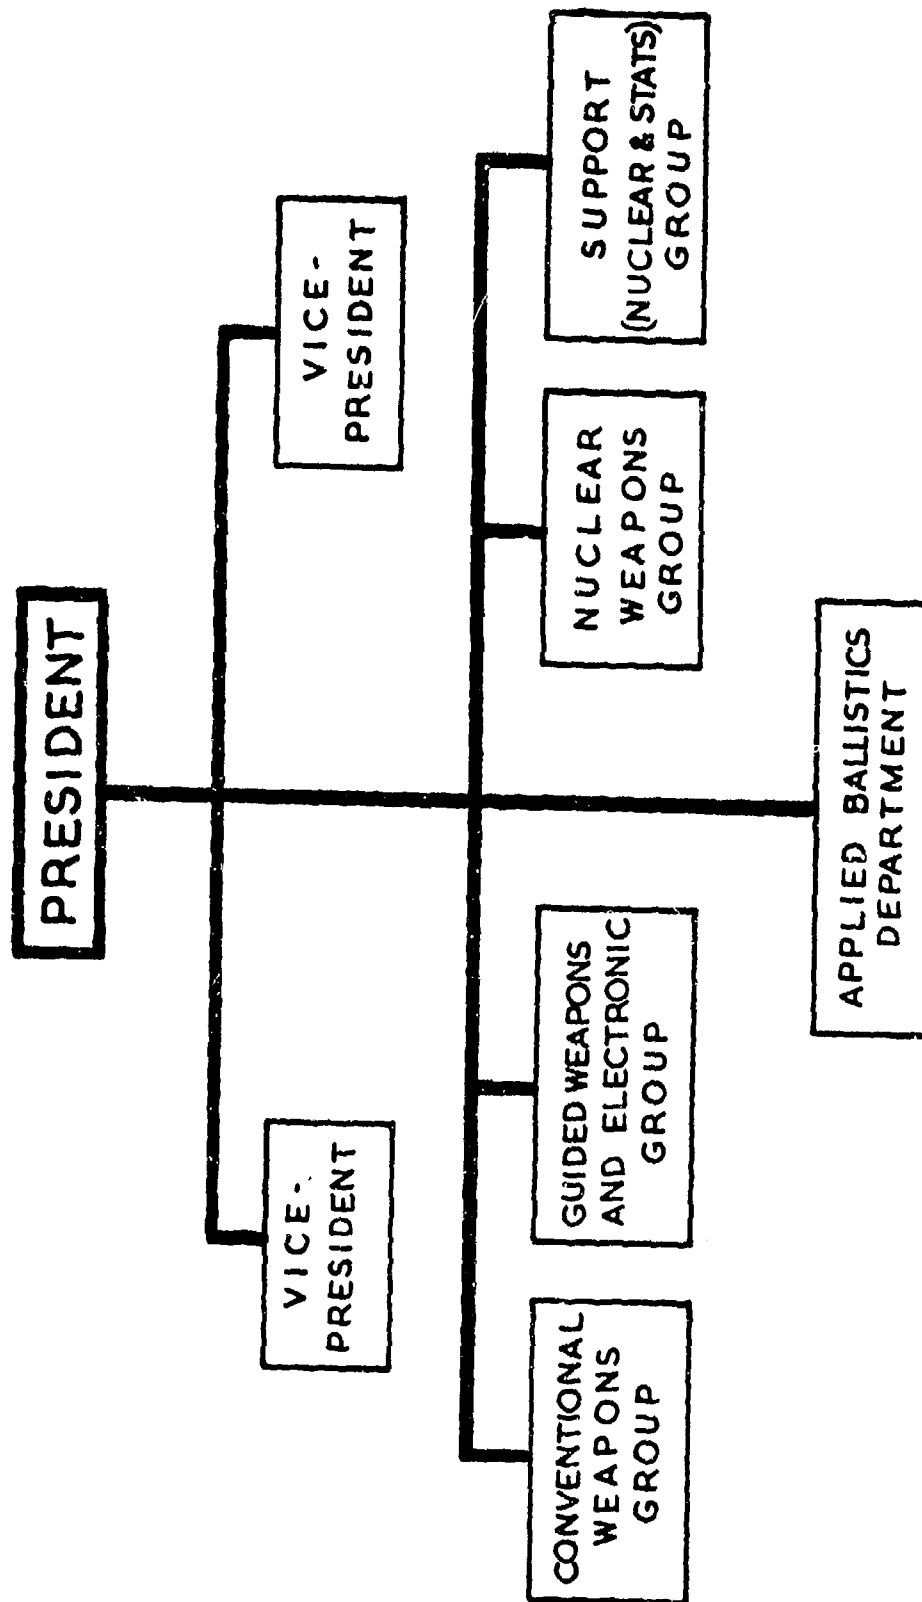 PRESIDENT
VICE-
PRESIDENT
VICE-
PRESIDENT
CONVENTIONAL
WEAPONS
GROUP
GUIDED WEAPONS
AND ELECTRONIC
GROUP
NUCLEAR
WEAPONS
GROUP
SUPPORT
(NUCLEAR & STATS)
GROUP
APPLIED BALLISTICS
DEPARTMENT